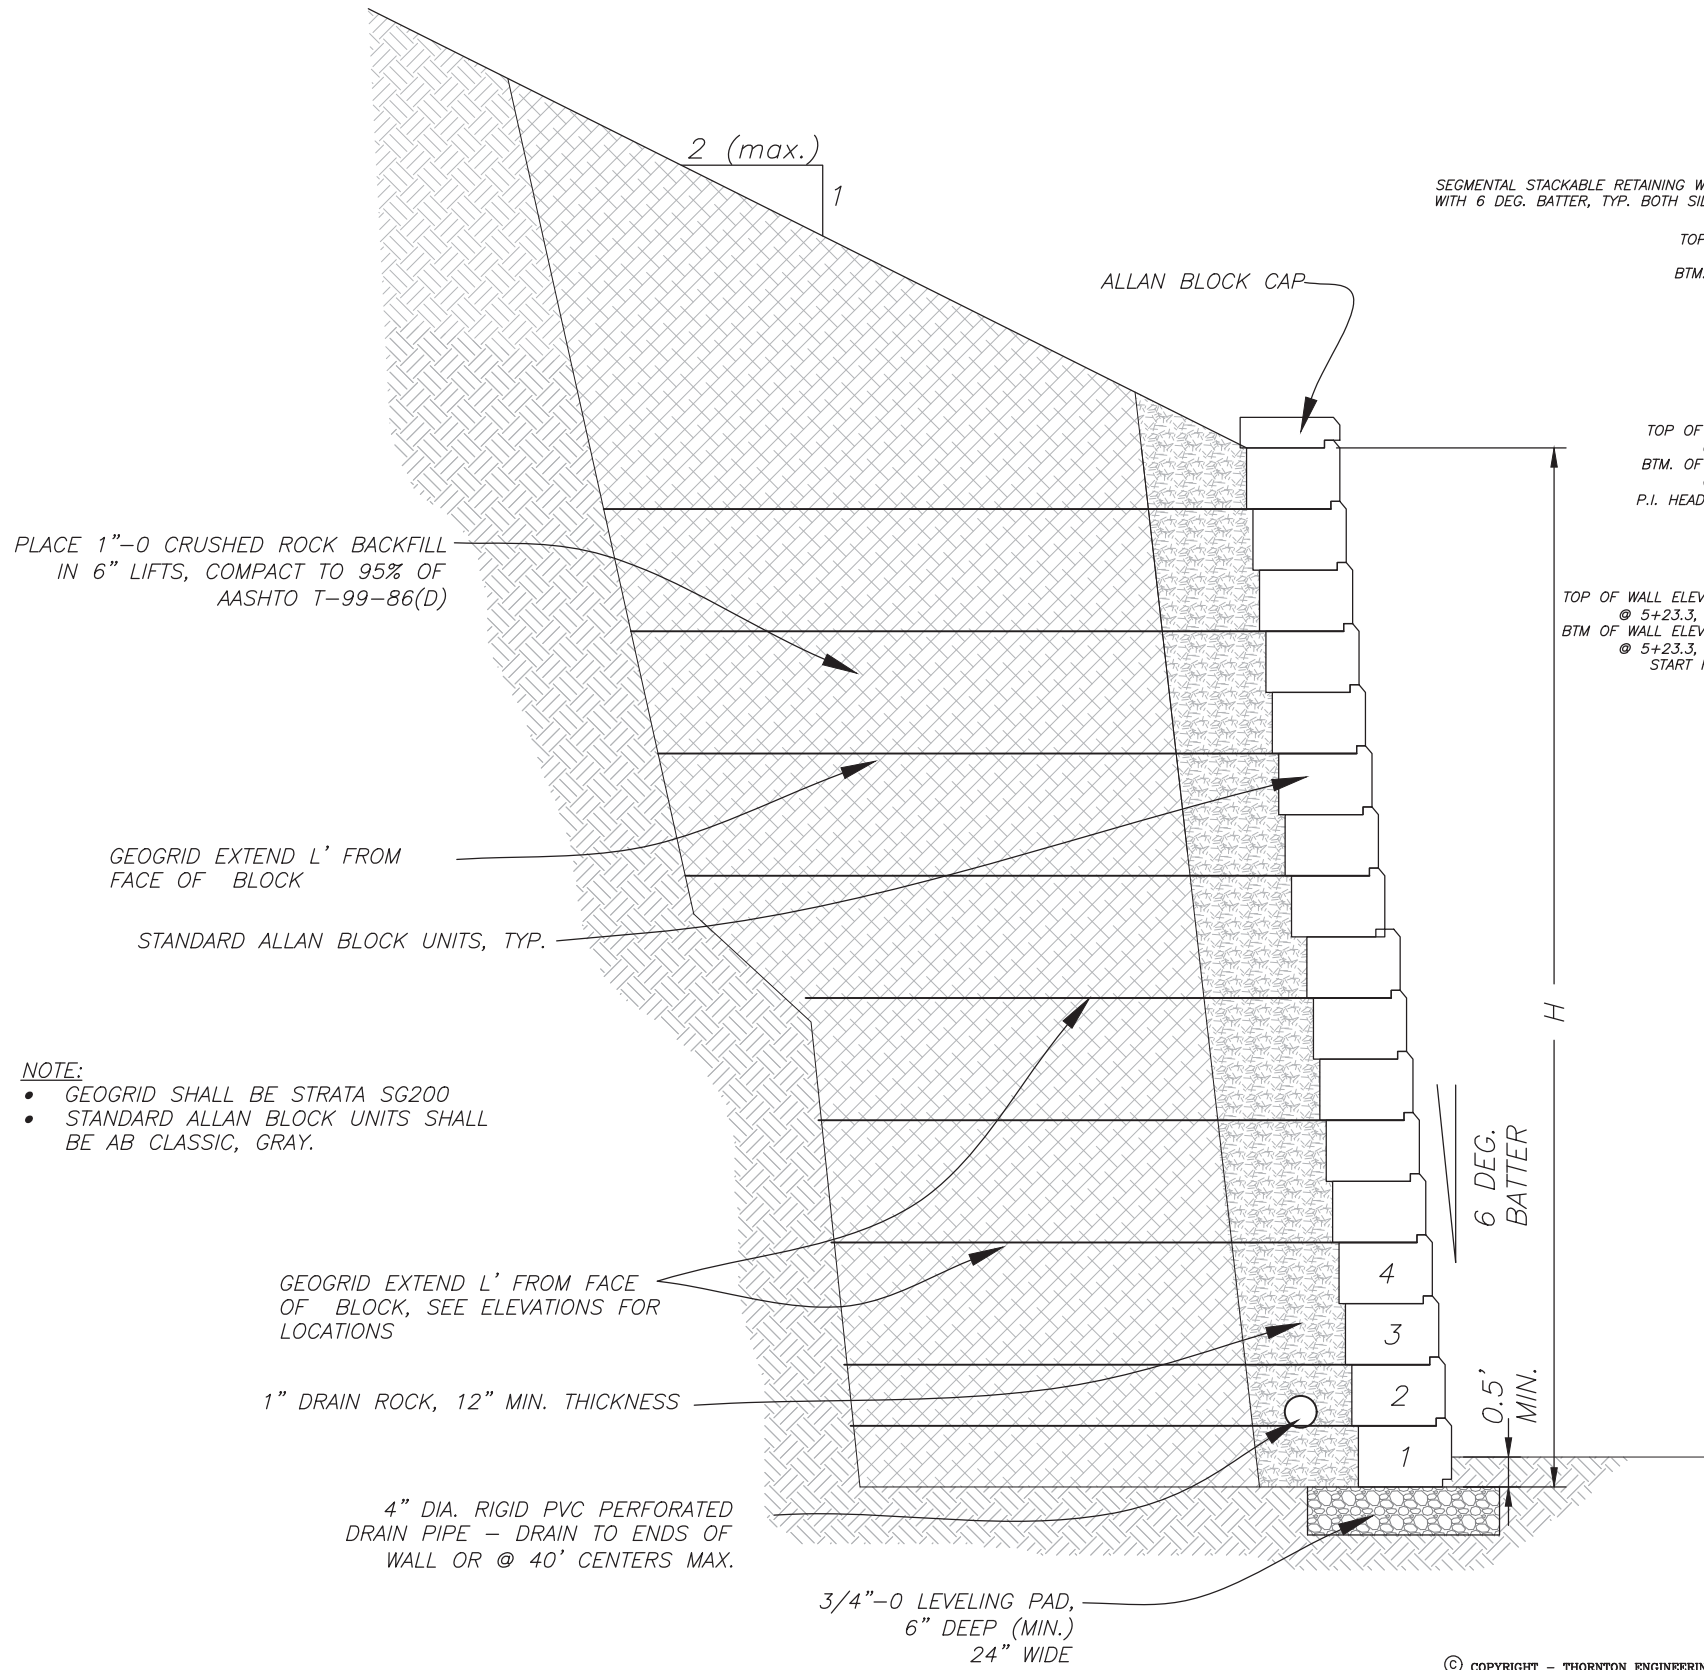 2 (max.)
1
SEGMENTAL STACKABLE RETAINING
WITH 6 DEG. BATTER, TYP. BOTH
TOP
BTM.
ALLAN BLOCK CAP
TOP OF
BTM. OF
P.I. HEAD
PLACE 1"-0 CRUSHED ROCK BACKFILL
IN 6" LIFTS, COMPACT TO 95% OF
AASHTO T-99-86(D)
TOP OF WALL ELEV
@ 5+23.3,
BTM OF WALL ELEV
@ 5+23.3,
START
GEOGRID EXTEND L' FROM
FACE OF BLOCK
STANDARD ALLAN BLOCK UNITS, TYP.
H
NOTE:
• GEOGRID SHALL BE STRATA SG200
• STANDARD ALLAN BLOCK UNITS SHALL
BE AB CLASSIC, GRAY.
6 DEG.
BATTER
GEOGRID EXTEND L' FROM FACE
OF BLOCK, SEE ELEVATIONS FOR
LOCATIONS
4
3
2
1
1" DRAIN ROCK, 12" MIN. THICKNESS
0.5'
MIN.
4" DIA. RIGID PVC PERFORATED
DRAIN PIPE - DRAIN TO ENDS OF
WALL OR @ 40' CENTERS MAX.
3/4"-0 LEVELING PAD,
6" DEEP (MIN.)
24" WIDE
© COPYRIGHT - THORNTON ENGINEERIN